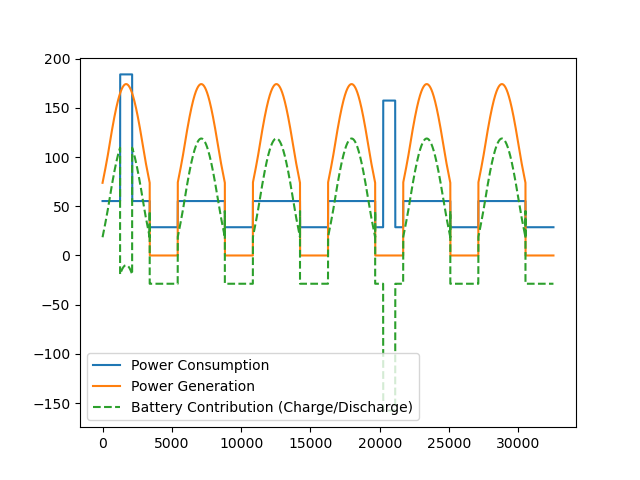 200
150
100
50
0
−50
−100
−150
Power Consumption
Power Generation
Battery Contribution (Charge/Discharge)
0 5000 10000 15000 20000 25000 30000